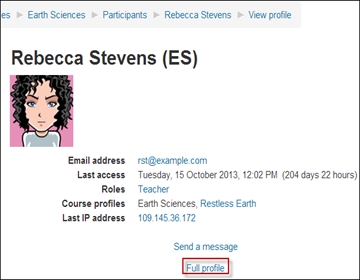 es ► Earth Sciences ► Participants ► Rebecca Stevens ► View profile
Rebecca Stevens (ES)
Email address rst@example.com
Last access Tuesday, 15 October 2013, 12:02 PM (204 days 22 hours)
Roles Teacher
Course profiles Earth Sciences, Restless Earth
Last IP address 109.145.36.172
Send a message
Full profile